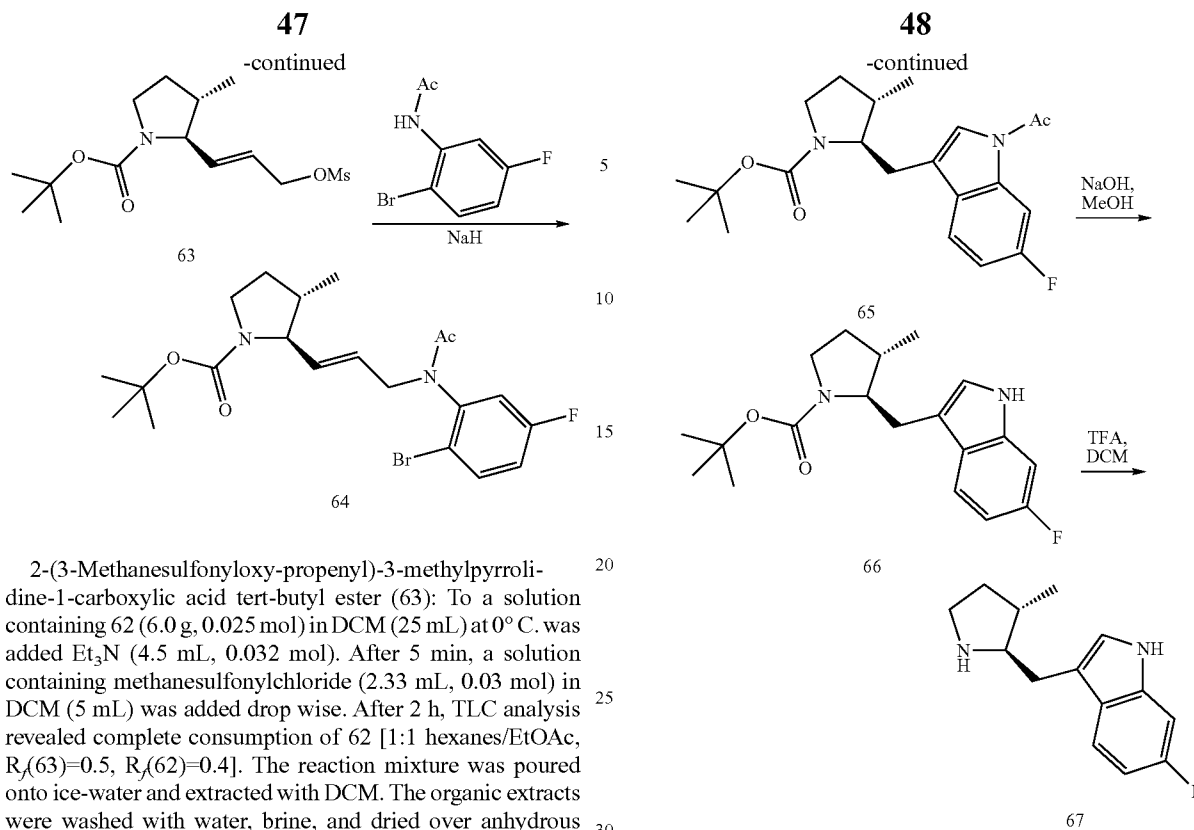 47
-continued
Ac
HN
F
Br
N
O
O
OMs
NaH
63
Ac
N
N
O
O
F
Br
64
2-(3-Methanesulfonyloxy-propenyl)-3-methylpyrroli-
dine-1-carboxylic acid tert-butyl ester (63): To a solution
containing 62 (6.0 g, 0.025 mol) in DCM (25 mL) at 0° C. was
added Et₃N (4.5 mL, 0.032 mol). After 5 min, a solution
containing methanesulfonylchloride (2.33 mL, 0.03 mol) in
DCM (5 mL) was added drop wise. After 2 h, TLC analysis
revealed complete consumption of 62 [1:1 hexanes/EtOAc,
R_f(63)=0.5, R_f(62)=0.4]. The reaction mixture was poured
onto ice-water and extracted with DCM. The organic extracts
were washed with water, brine, and dried over anhydrous
5
10
15
20
25
30
48
-continued
N
Ac
N
O
O
F
NaOH,
MeOH
65
N
NH
O
O
F
TFA,
DCM
66
N
H
NH
67